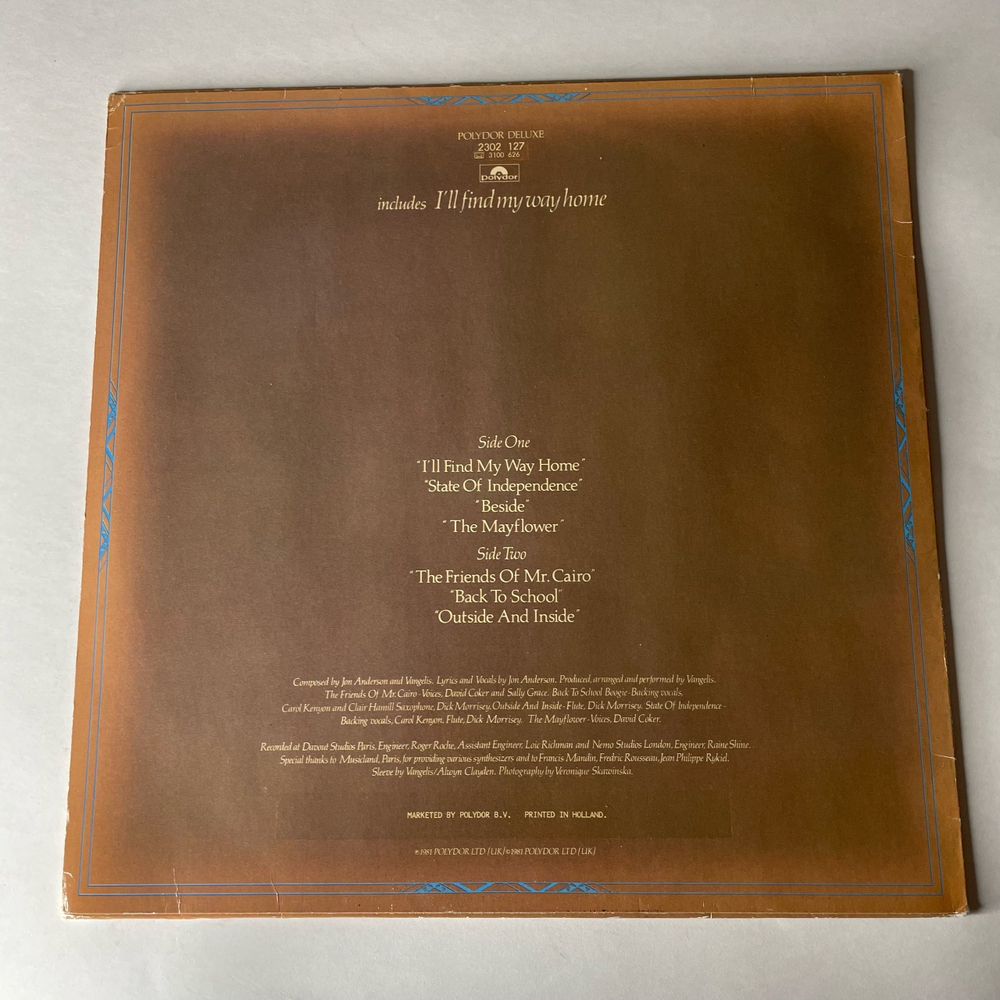 POLYDOR DELUXE
2302 127
3100 626
polydor
includes I'll find my way home
Side One
"I'll Find My Way Home"
"State Of Independence"
"Beside"
"The Mayflower"
Side Two
"The Friends Of Mr. Cairo"
"Back To School"
"Outside And Inside"
Composed by Jon Anderson and Vangelis. Lyrics and Vocals by Jon Anderson. Produced, arranged and performed by Vangelis.
The Friends Of Mr. Cairo - Voices, David Coker and Sally Grace. Back To School Boogie - Backing vocals,
Carol Kenyon and Clair Hamill Saxophone, Dick Morrisey. Outside And Inside - Flute, Dick Morrisey. State Of Independence -
Backing vocals, Carol Kenyon, Flute, Dick Morrisey. The Mayflower - Voices, David Coker.
Recorded at Davout Studios Paris, Engineer, Roger Roche, Assistant Engineer, Loic Richman and Nemo Studios London, Engineer, Raine Shine.
Special thanks to Musicland, Paris, for providing various synthesizers and to Francis Mandin, Fredric Rousseau, Jean Philippe Rykiel.
Sleeve by Vangelis/Alwyn Clayden. Photography by Veronique Skawinska.
MARKETED BY POLYDOR B.V. PRINTED IN HOLLAND.
℗ 1981 POLYDOR LTD (UK) © 1981 POLYDOR LTD (UK)